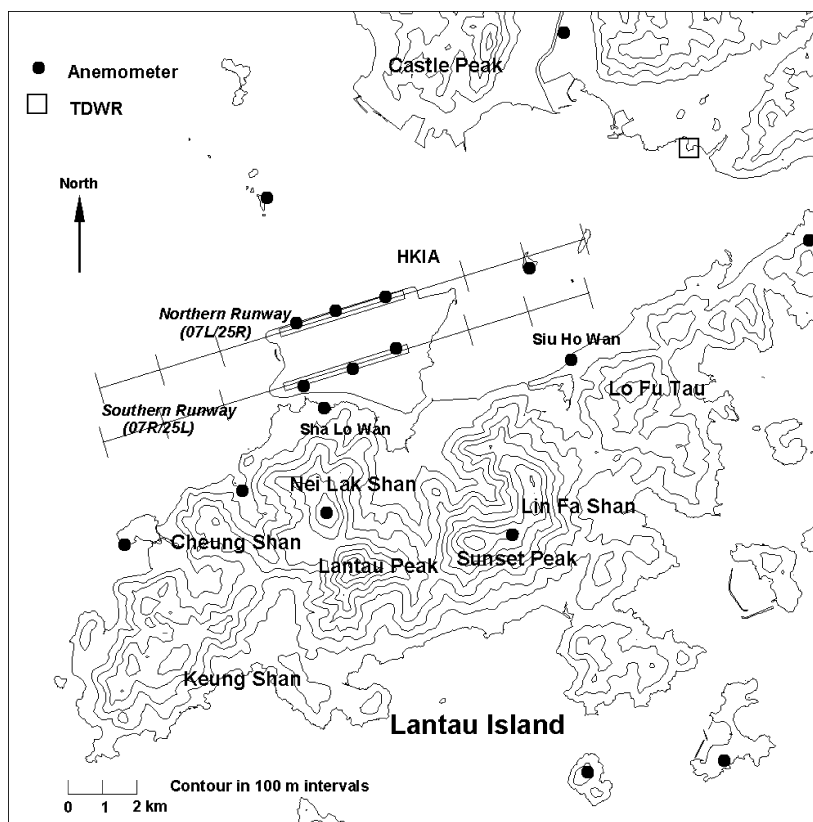 Castle Peak
Anemometer
TDWR
North
HKIA
Northern Runway
(07L/25R)
Siu Ho Wan
Lo Fu Tau
Southern Runway
(07R/25L)
Sha Lo Wan
Nei Lak Shan
Lin Fa Shan
Cheung Shan
Sunset Peak
Lantau Peak
Keung Shan
Lantau Island
Contour in 100 m intervals
0 1 2 km